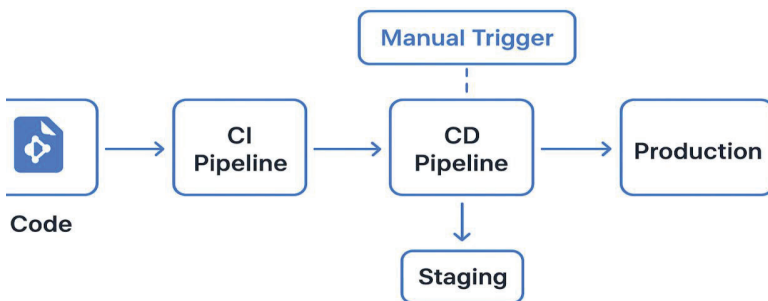 Manual Trigger
CI
Pipeline
CD
Pipeline
Production
Code
Staging